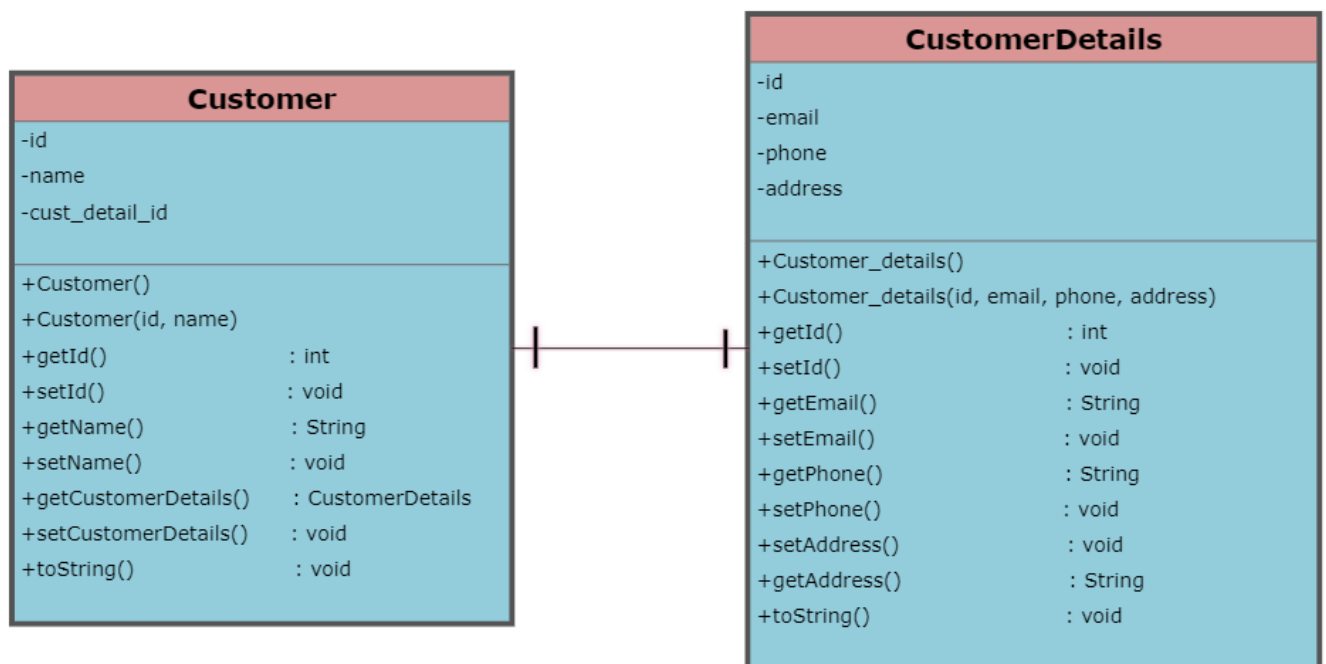 Customer
-id
-name
-cust_detail_id
+Customer()
+Customer(id, name)
+getId() : int
+setId() : void
+getName() : String
+setName() : void
+getCustomerDetails() : CustomerDetails
+setCustomerDetails() : void
+toString() : void
CustomerDetails
-id
-email
-phone
-address
+Customer_details()
+Customer_details(id, email, phone, address)
+getId() : int
+setId() : void
+getEmail() : String
+setEmail() : void
+getPhone() : String
+setPhone() : void
+setAddress() : void
+getAddress() : String
+toString() : void